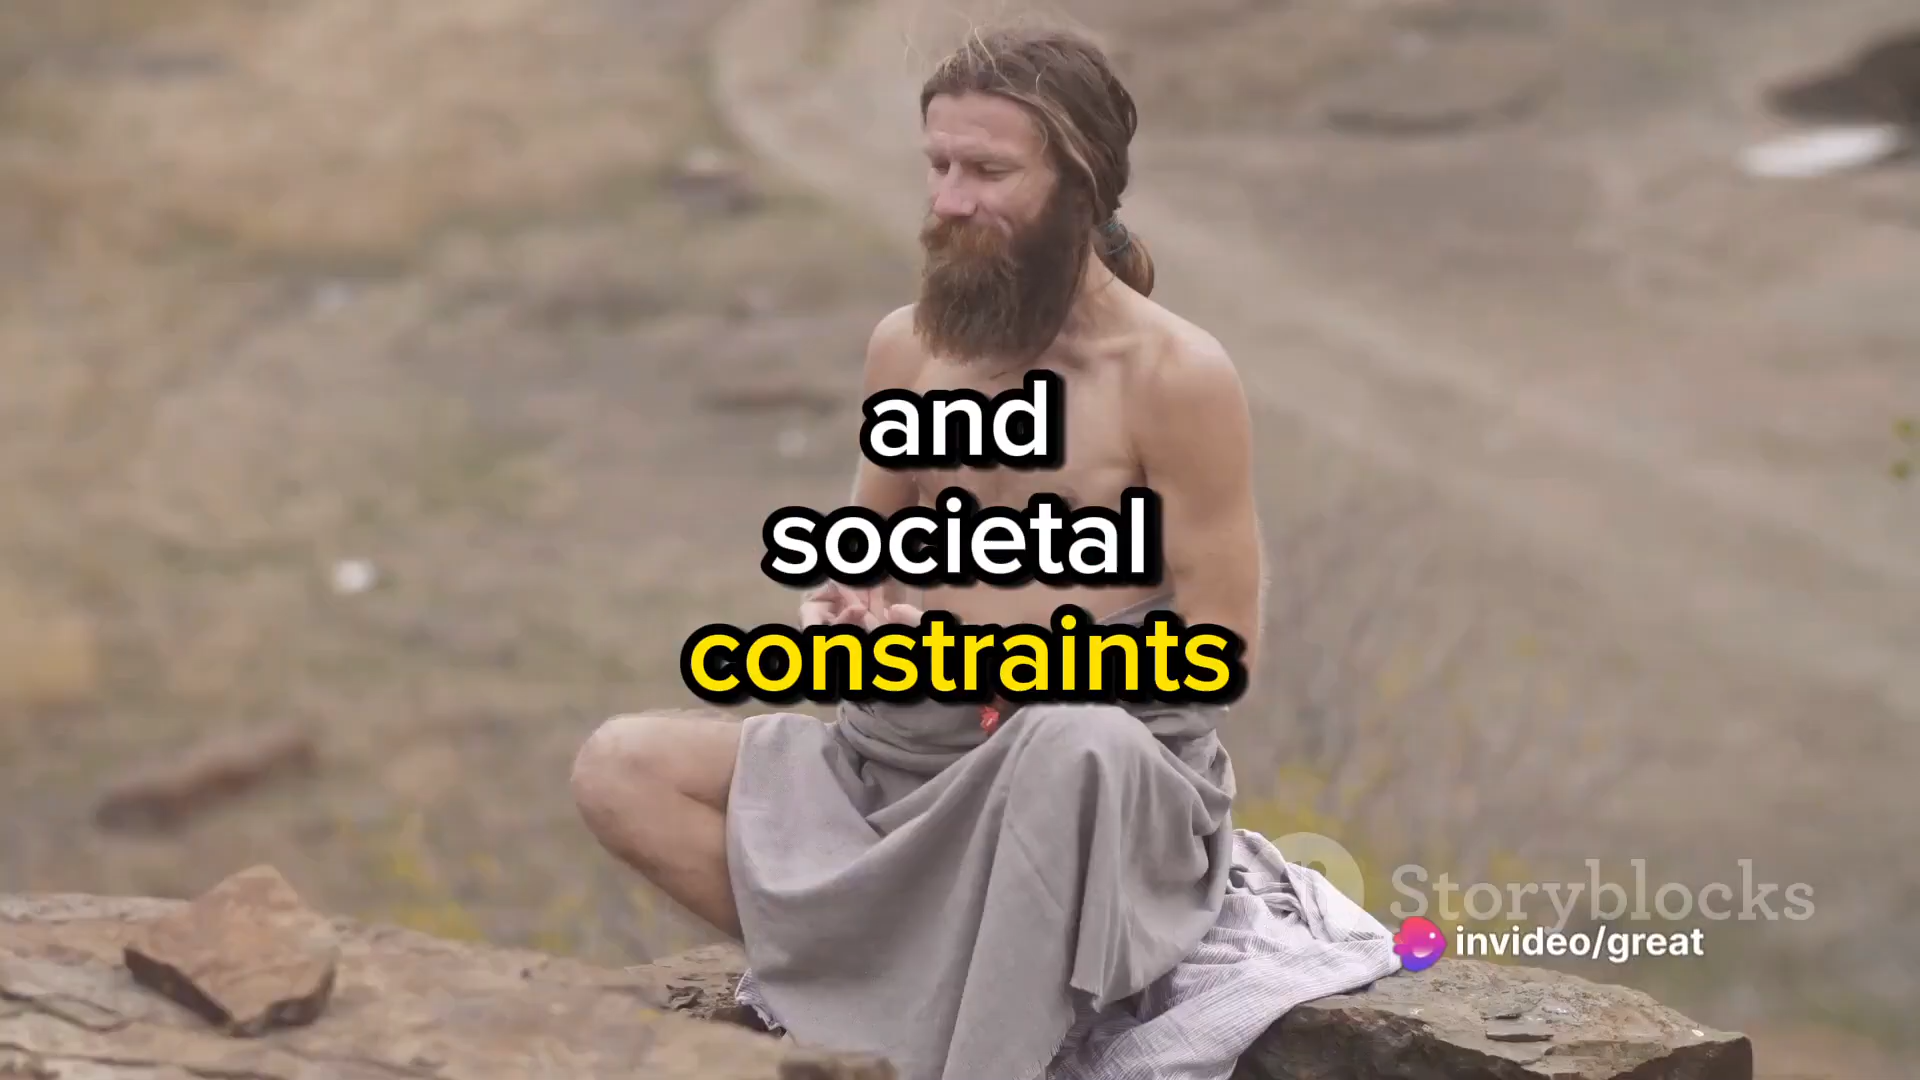 and
societal
constraints
Storyblocks
invideo/great